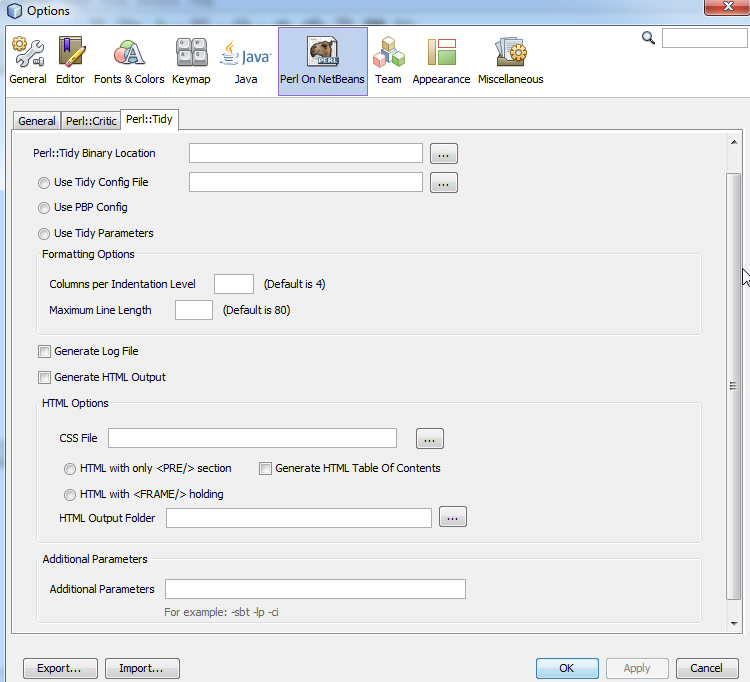 Options
General Editor Fonts & Colors Keymap Java Perl On NetBeans Team Appearance Miscellaneous
General Perl::Critic Perl::Tidy
Perl::Tidy Binary Location ...
Use Tidy Config File ...
Use PBP Config
Use Tidy Parameters
Formatting Options
Columns per Indentation Level (Default is 4)
Maximum Line Length (Default is 80)
Generate Log File
Generate HTML Output
HTML Options
CSS File ...
HTML with only <PRE/> section Generate HTML Table Of Contents
HTML with <FRAME/> holding
HTML Output Folder ...
Additional Parameters
Additional Parameters
For example: -sbt -lp -ci
Export... Import... OK Apply Cancel